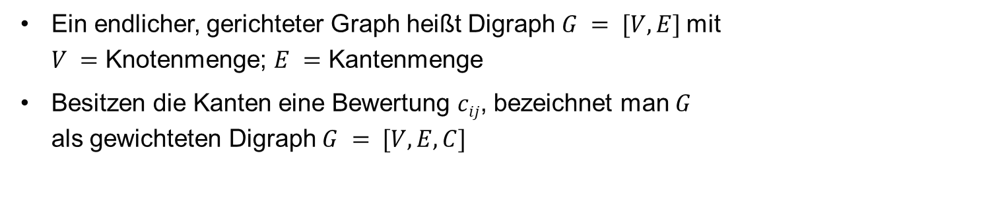 • Ein endlicher, gerichteter Graph heißt Digraph G = [V, E] mit
V = Knotenmenge; E = Kantenmenge
• Besitzen die Kanten eine Bewertung c_{ij}, bezeichnet man G
als gewichteten Digraph G = [V, E, C]